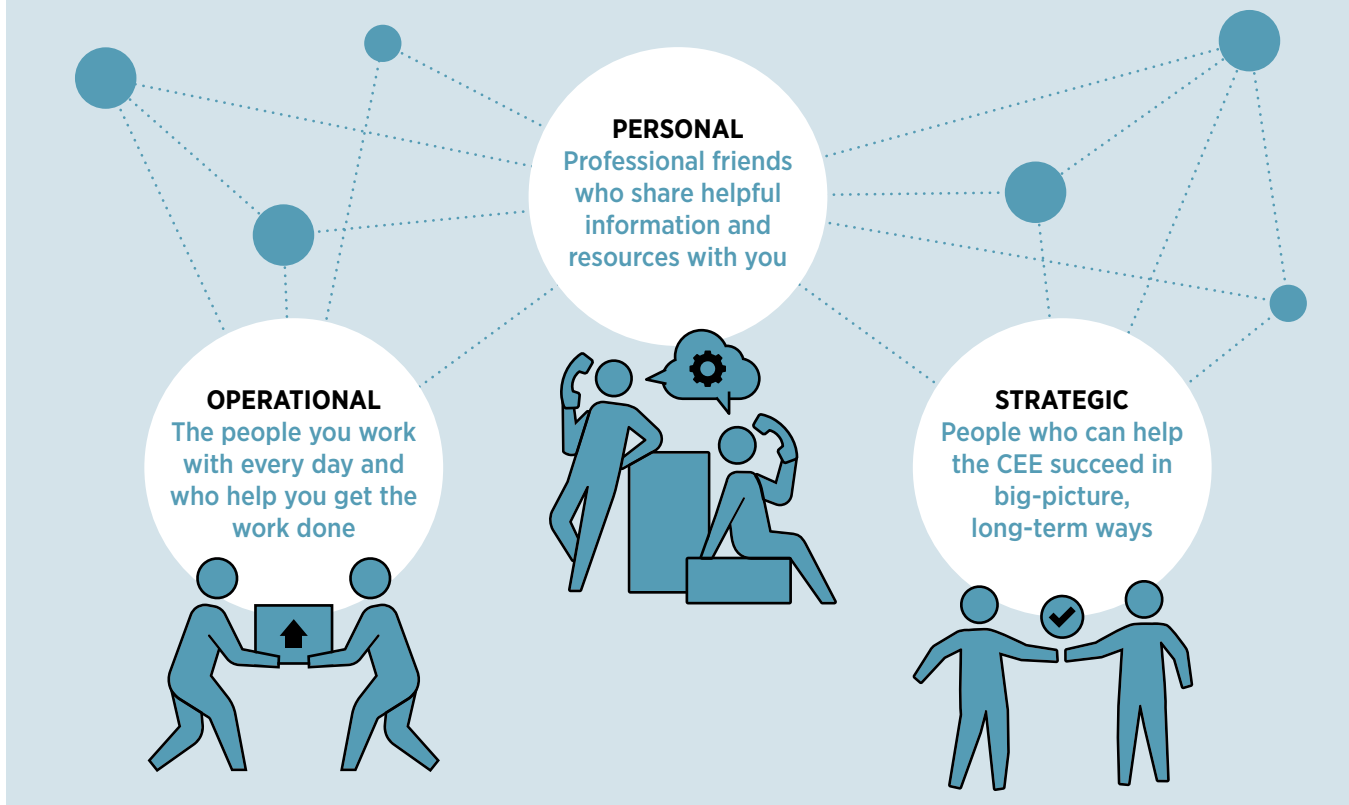 PERSONAL
Professional friends
who share helpful
information and
resources with you
OPERATIONAL
The people you work
with every day and
who help you get the
work done
STRATEGIC
People who can help
the CEE succeed in
big-picture,
long-term ways